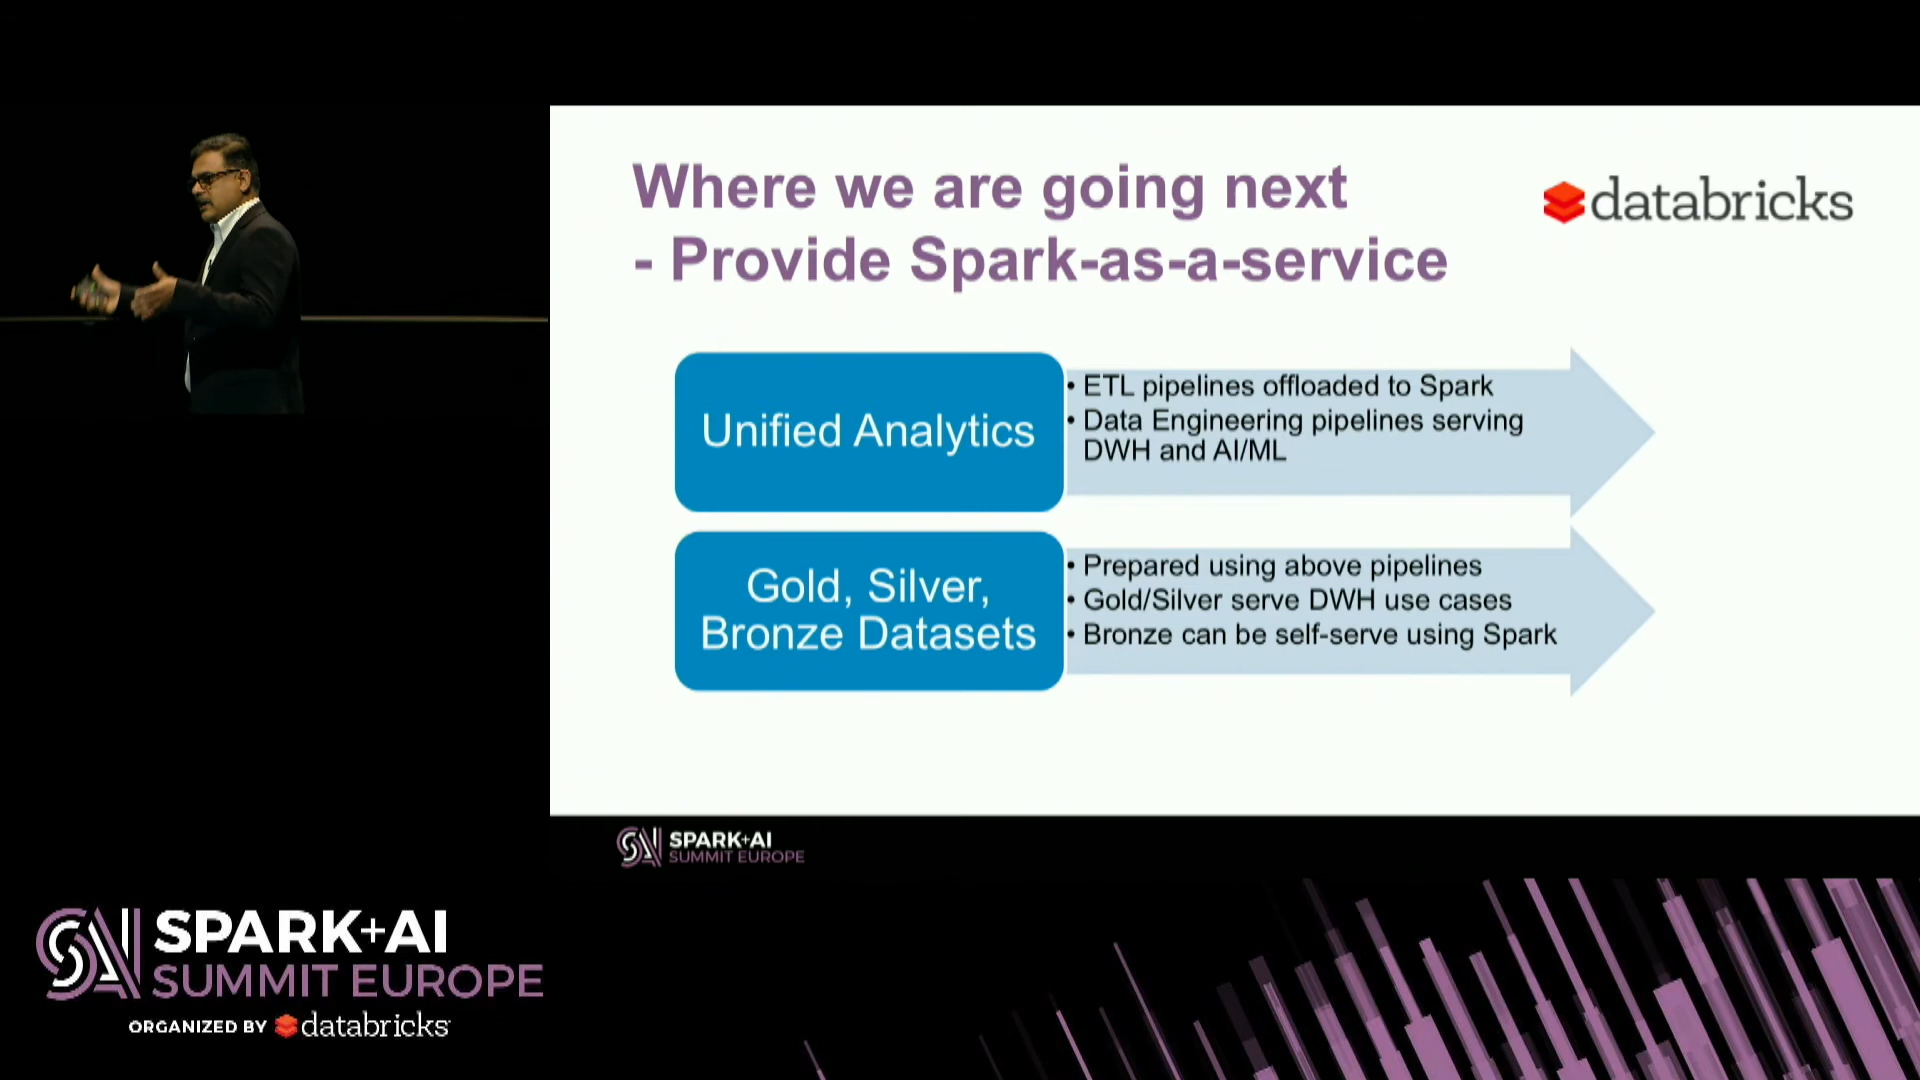 Where we are going next
- Provide Spark-as-a-service
databricks
Unified Analytics
• ETL pipelines offloaded to Spark
• Data Engineering pipelines serving
DWH and AI/ML
Gold, Silver,
Bronze Datasets
• Prepared using above pipelines
• Gold/Silver serve DWH use cases
• Bronze can be self-serve using Spark
SPARK+AI
SUMMIT EUROPE
SPARK+AI
SUMMIT EUROPE
ORGANIZED BY databricks